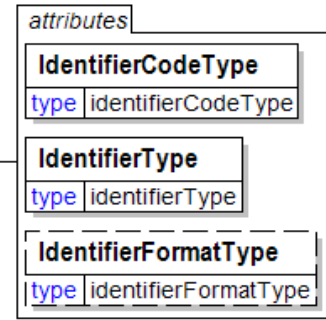 attributes
IdentifierCodeType
type identifierCodeType
IdentifierType
type identifierType
IdentifierFormatType
type identifierFormatType